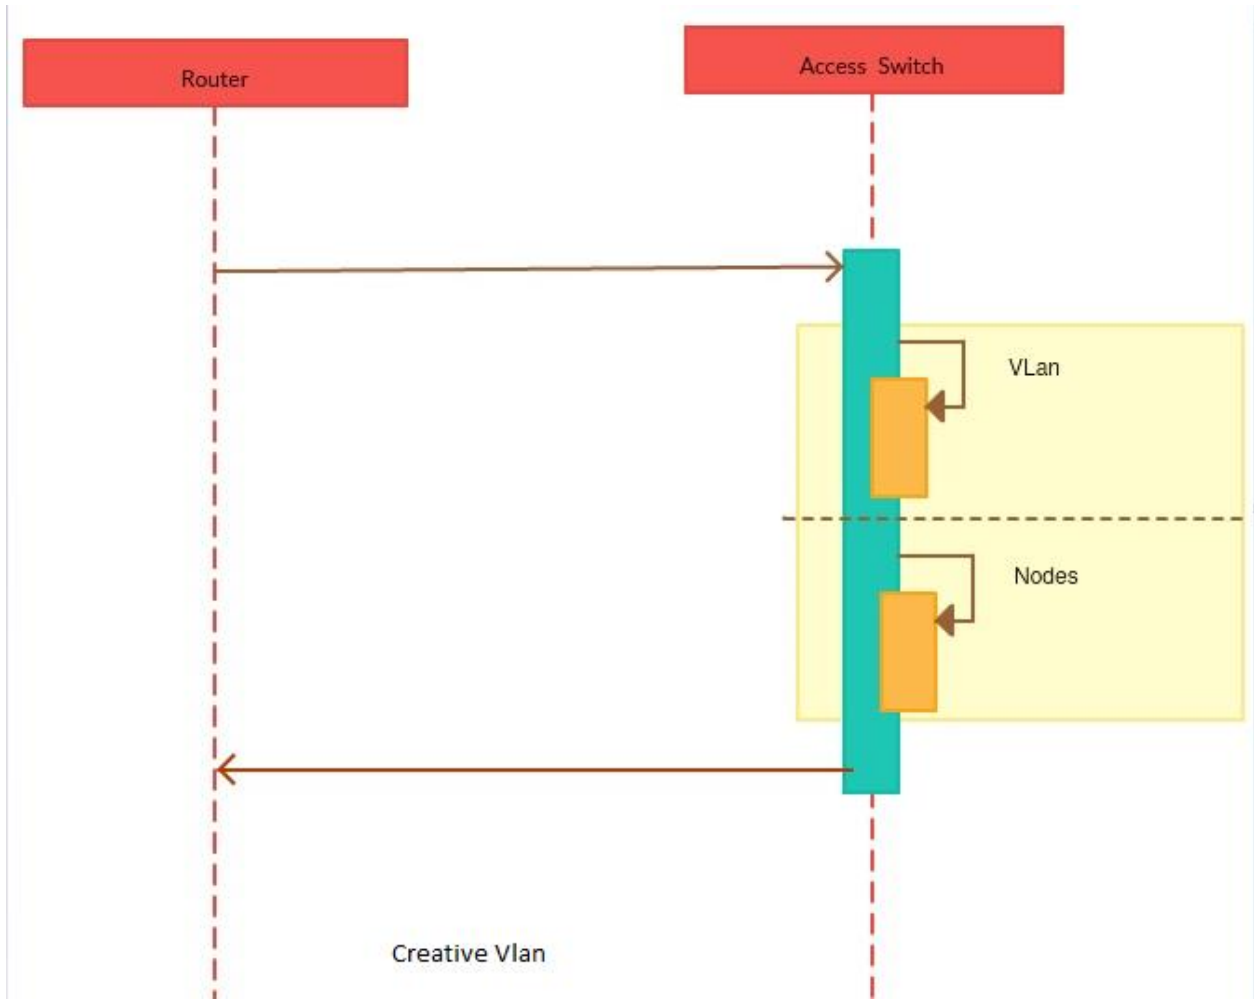 Router
Access Switch
VLan
Nodes
Creative Vlan